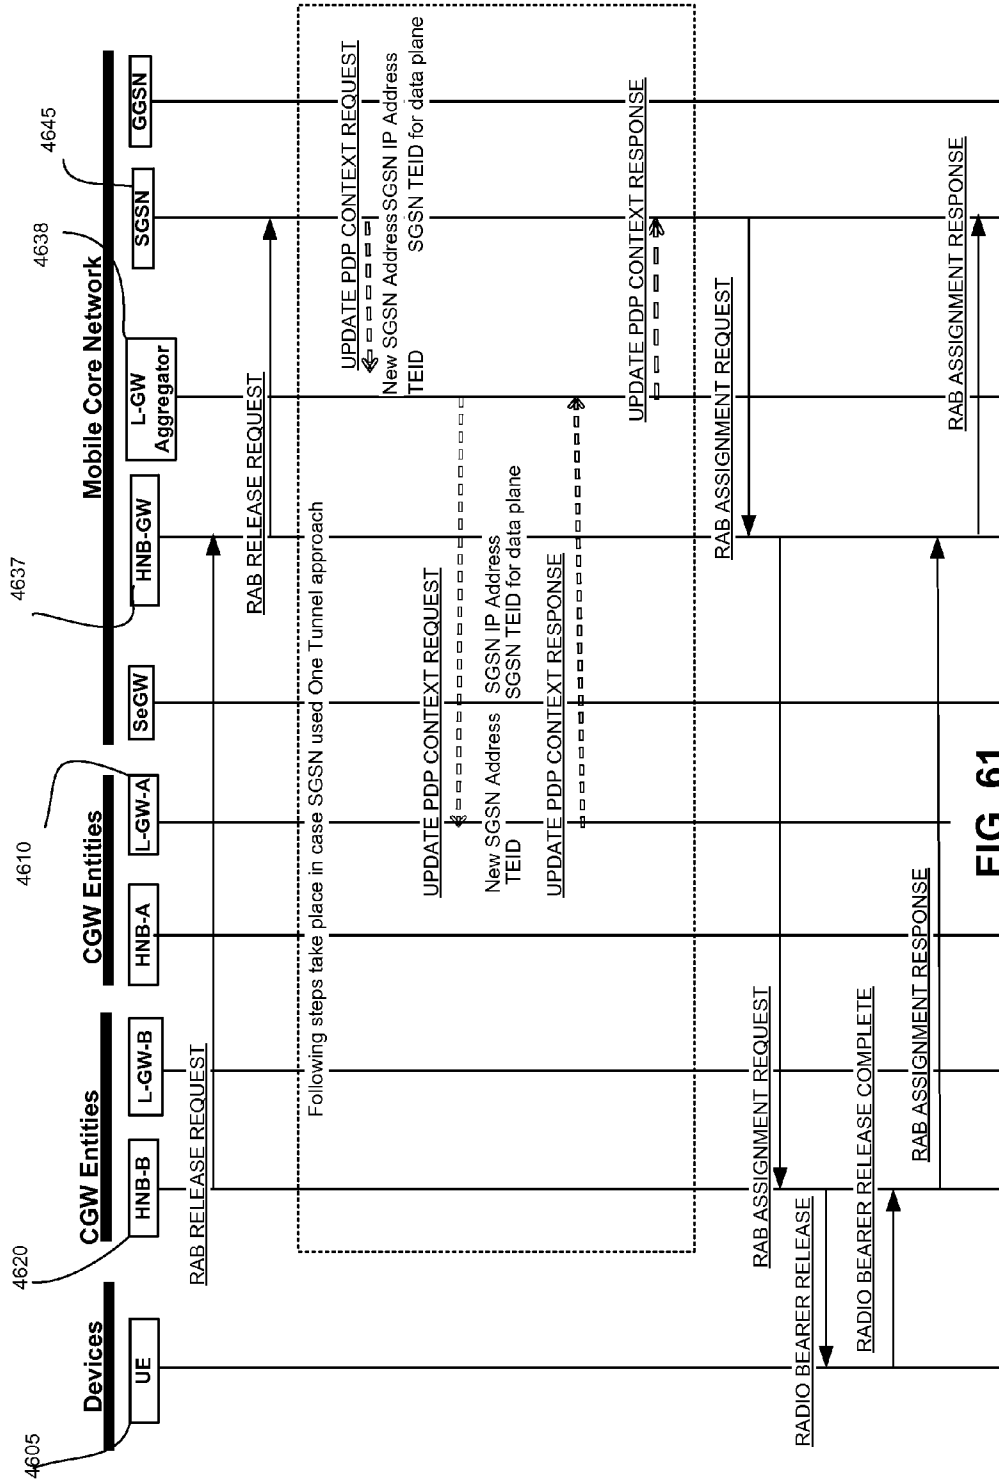 4605
4620
4610
4637
4638
4645
Devices
CGW Entities
CGW Entities
Mobile Core Network
UE
HNB-B
L-GW-B
HNB-A
L-GW-A
SeGW
HNB-GW
L-GW
Aggregator
SGSN
GGSN
RAB RELEASE REQUEST
RAB RELEASE REQUEST
Following steps take place in case SGSN used One Tunnel approach
UPDATE PDP CONTEXT REQUEST
New SGSN Address SGSN IP Address
TEID SGSN TEID for data plane
UPDATE PDP CONTEXT REQUEST
New SGSN Address SGSN IP Address
TEID SGSN TEID for data plane
UPDATE PDP CONTEXT RESPONSE
UPDATE PDP CONTEXT RESPONSE
RAB ASSIGNMENT REQUEST
RAB ASSIGNMENT REQUEST
RADIO BEARER RELEASE
RADIO BEARER RELEASE COMPLETE
RAB ASSIGNMENT RESPONSE
RAB ASSIGNMENT RESPONSE
FIG 61